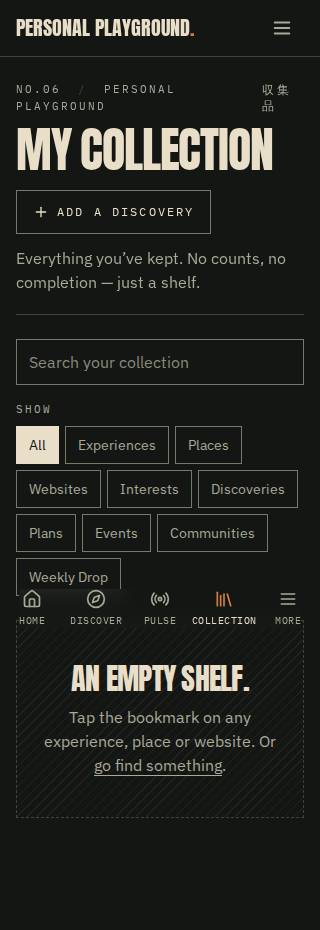 PERSONAL PLAYGROUND.
NO.06 / PERSONAL PLAYGROUND
収集品
MY COLLECTION
+ ADD A DISCOVERY
Everything you’ve kept. No counts, no
completion — just a shelf.
Search your collection
SHOW
All Experiences Places
Websites Interests Discoveries
Plans Events Communities
Weekly Drop
HOME DISCOVER PULSE COLLECTION MORE
AN EMPTY SHELF.
Tap the bookmark on any
experience, place or website. Or
go find something.